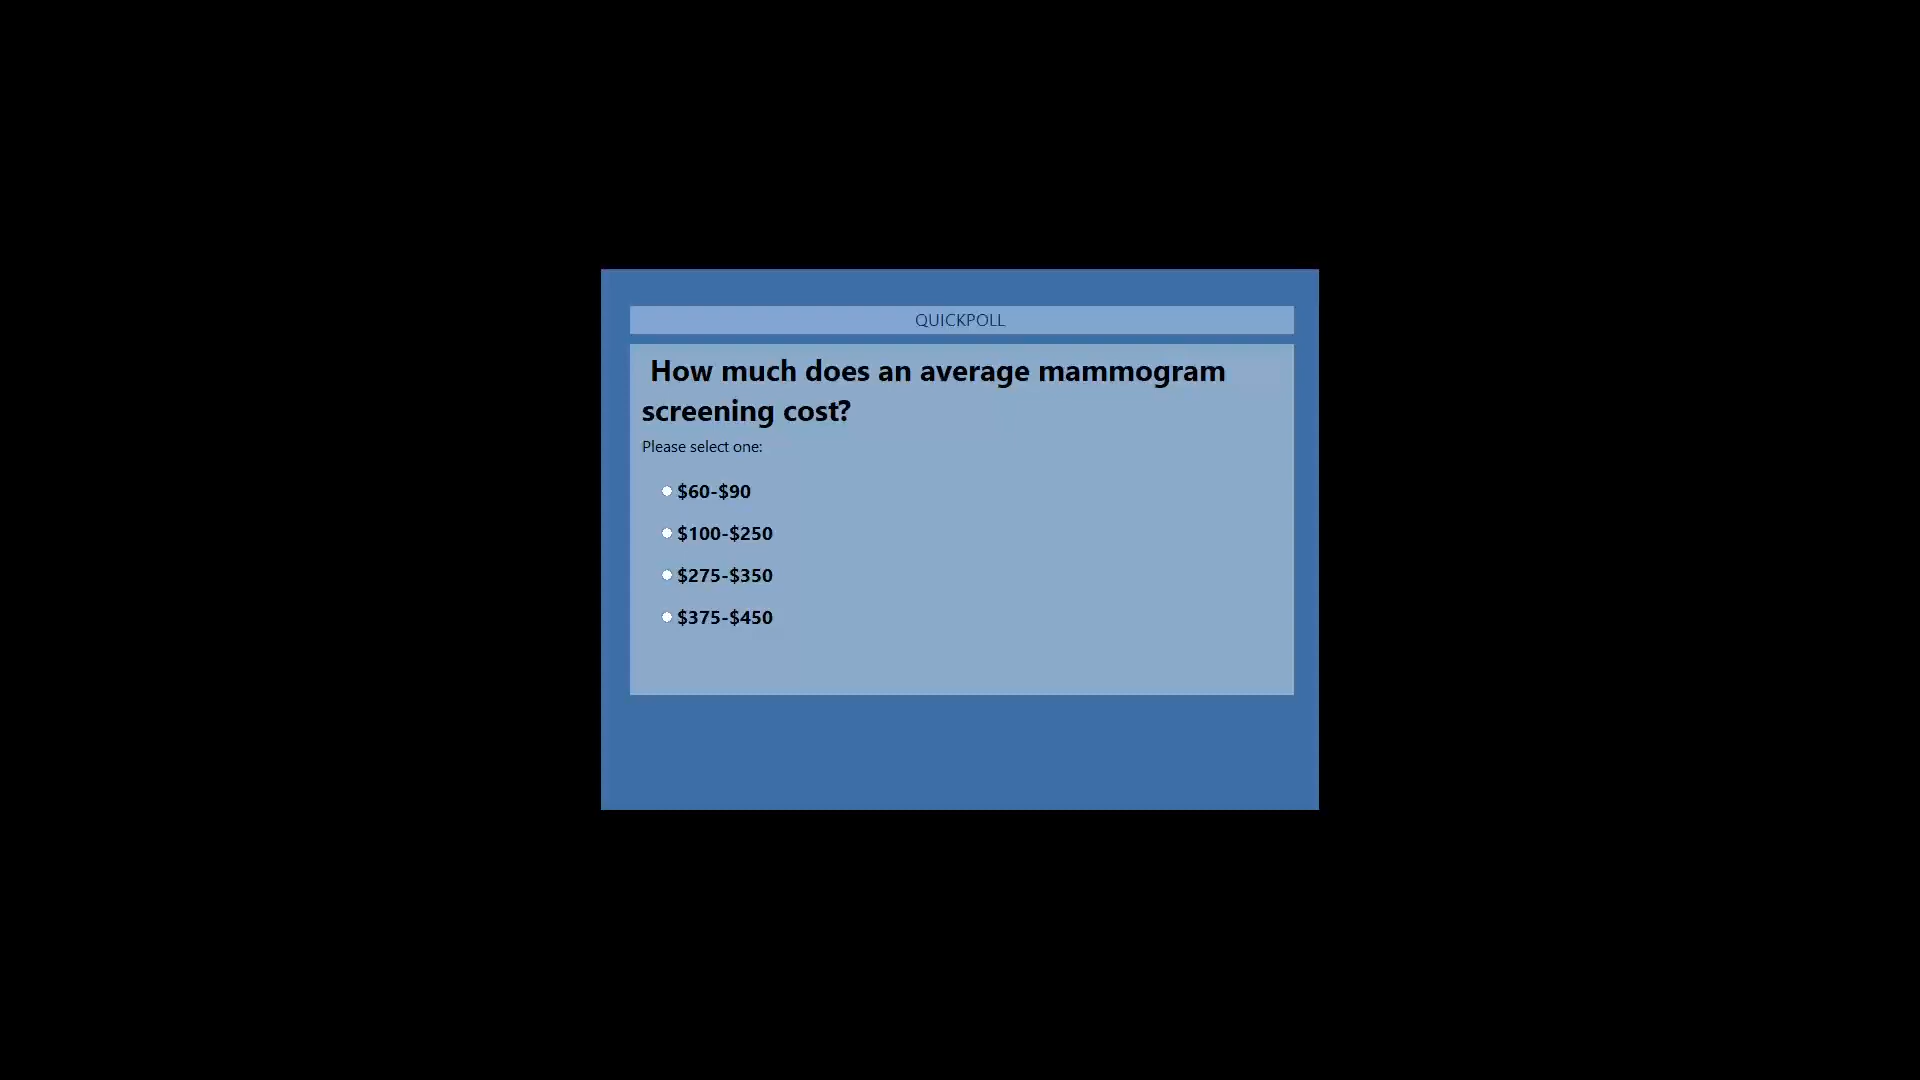 QUICKPOLL
How much does an average mammogram
screening cost?
Please select one:
$60-$90
$100-$250
$275-$350
$375-$450